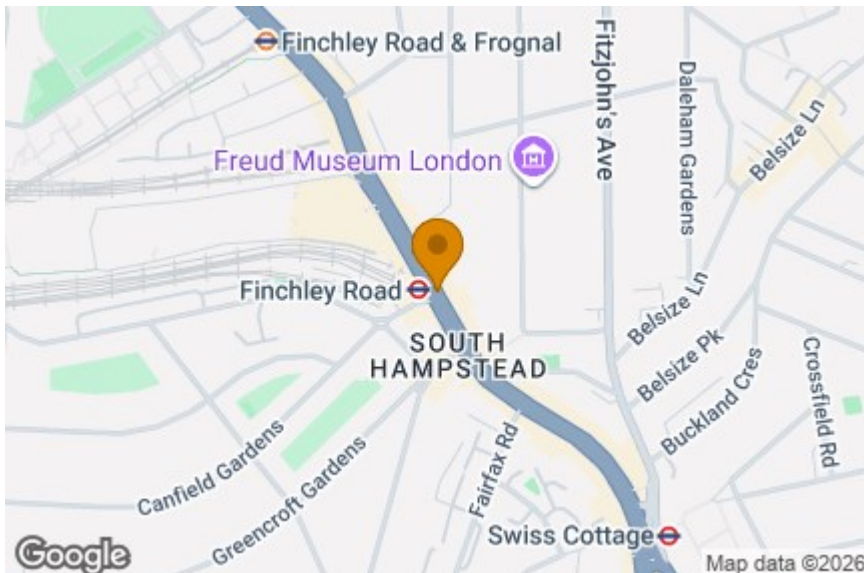 Finchley Road & Frognal
Fitzjohn's Ave
Daleham Gardens
Belsize Ln
Freud Museum London
Finchley Road
SOUTH
HAMPSTEAD
Belsize Ln
Belsize Pk
Buckland Cres
Crossfield Rd
Canfield Gardens
Greencroft Gardens
Fairfax Rd
Swiss Cottage
Google
Map data ©2026